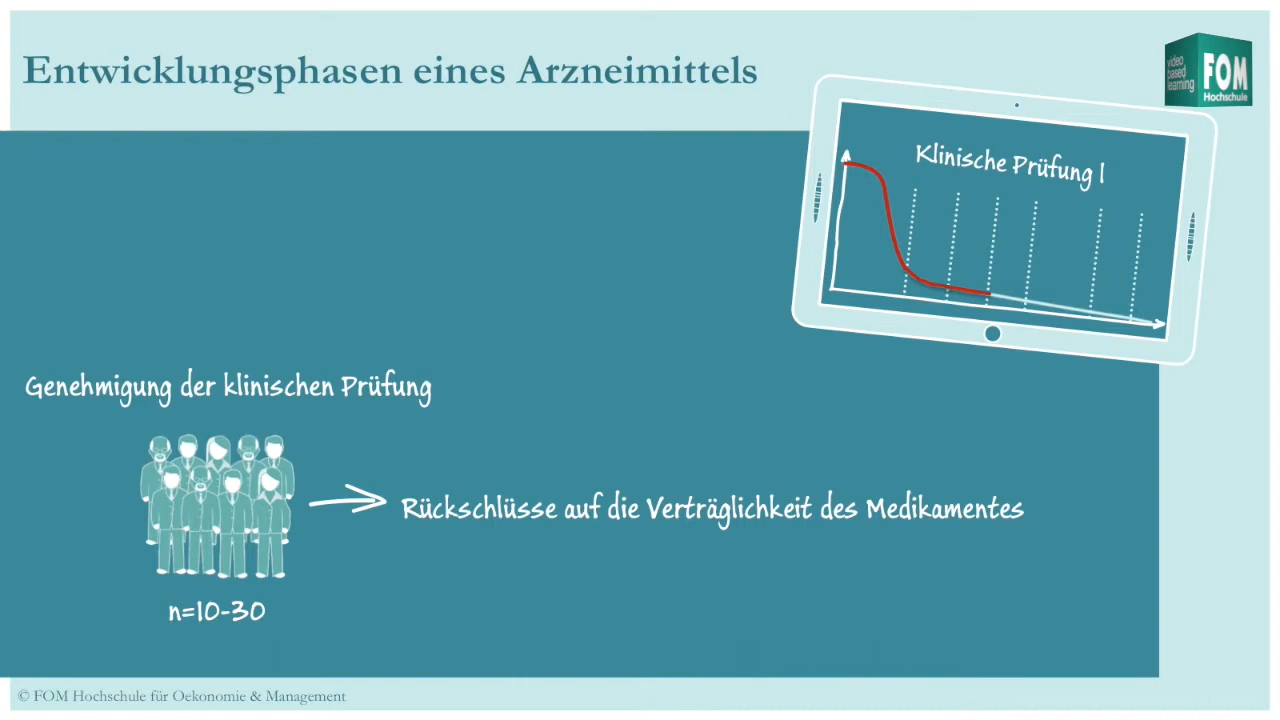 Entwicklungsphasen eines Arzneimittels
video
based
learning
FOM
Hochschule
Klinische Prüfung I
Genehmigung der klinischen Prüfung
Rückschlüsse auf die Verträglichkeit des Medikamentes
n=10-30
© FOM Hochschule für Oekonomie & Management